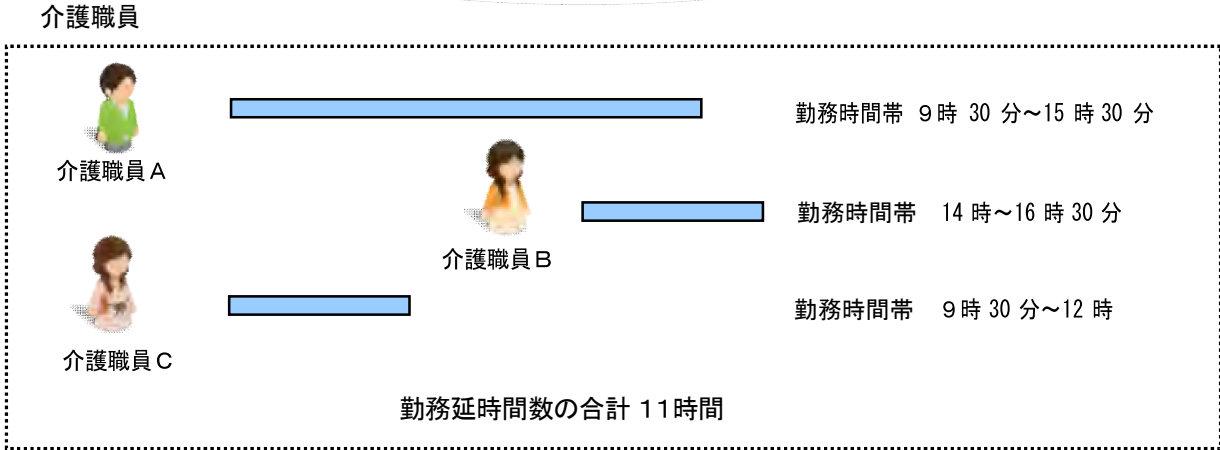 介護職員
勤務時間帯 9時 30 分～15 時 30 分
介護職員A
勤務時間帯 14 時～16 時 30 分
介護職員B
勤務時間帯 9時 30 分～12 時
介護職員C
勤務延時間数の合計 11時間